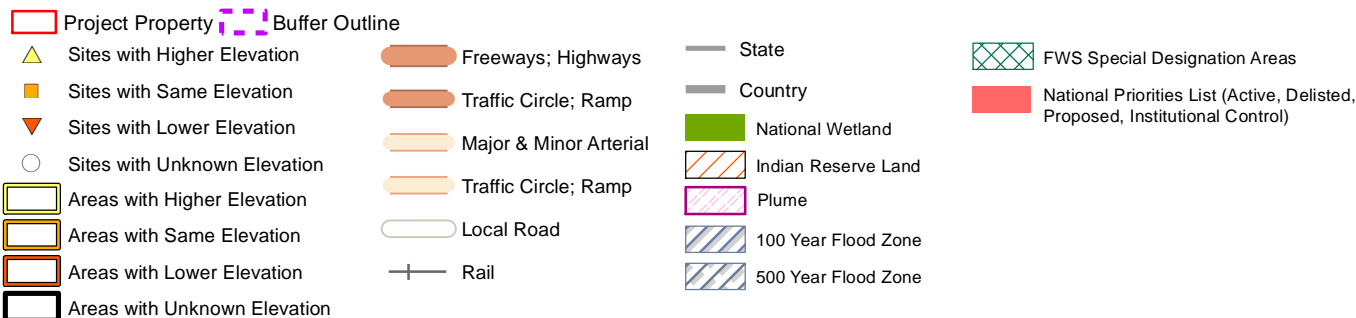 Project Property
Buffer Outline
Sites with Higher Elevation
Sites with Same Elevation
Sites with Lower Elevation
Sites with Unknown Elevation
Areas with Higher Elevation
Areas with Same Elevation
Areas with Lower Elevation
Areas with Unknown Elevation
Freeways; Highways
Traffic Circle; Ramp
Major & Minor Arterial
Traffic Circle; Ramp
Local Road
Rail
State
Country
National Wetland
Indian Reserve Land
Plume
100 Year Flood Zone
500 Year Flood Zone
FWS Special Designation Areas
National Priorities List (Active, Delisted,
Proposed, Institutional Control)